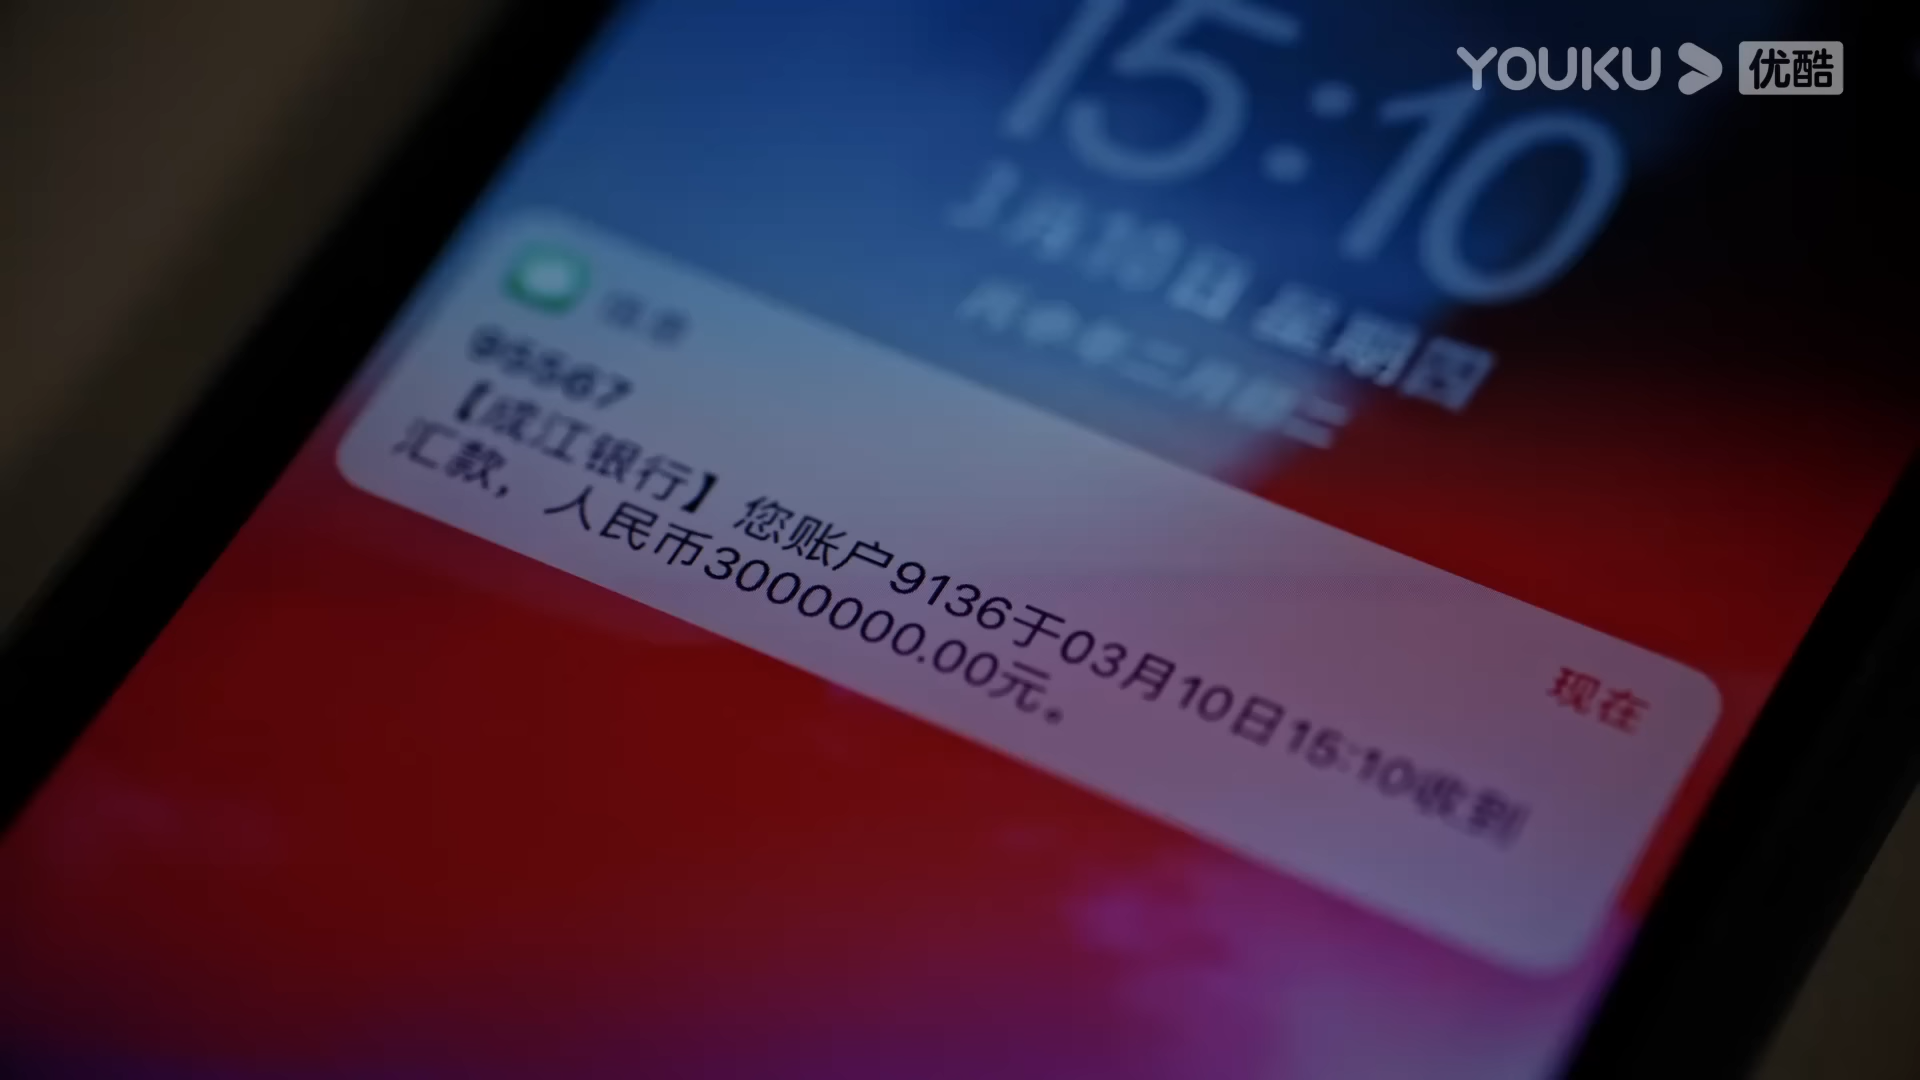 YOUKU 优酷
15:10
月10日 星期四
信息
现在
95567
【成江银行】您账户9136于03月10日15:10收到
汇款，人民币3000000.00元。